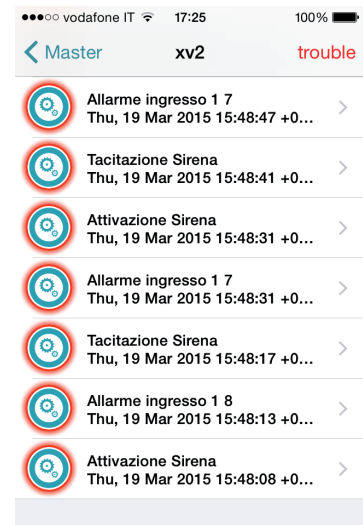 vodafone IT 17:25 100%
Master xv2 trouble
Allarme ingresso 1 7
Thu, 19 Mar 2015 15:48:47 +0...
Tacitazione Sirena
Thu, 19 Mar 2015 15:48:41 +0...
Attivazione Sirena
Thu, 19 Mar 2015 15:48:31 +0...
Allarme ingresso 1 7
Thu, 19 Mar 2015 15:48:31 +0...
Tacitazione Sirena
Thu, 19 Mar 2015 15:48:17 +0...
Allarme ingresso 1 8
Thu, 19 Mar 2015 15:48:13 +0...
Attivazione Sirena
Thu, 19 Mar 2015 15:48:08 +0...